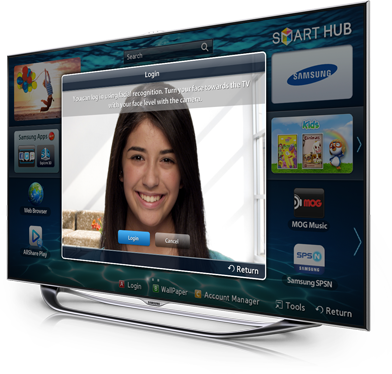 SMART HUB
Search
Login
You can log in using facial recognition. Turn your face towards the TV
with your face level with the camera.
SAMSUNG
Samsung Apps
Kids
Web Browser
MOG
MOG Music
AllShare Play
SPSN
SAMSUNG
Samsung SPSN
Login
Cancel
Return
A Login
Wallpaper
C Account Manager
Tools
Return